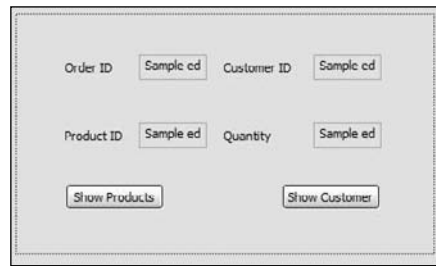 Order ID Sample ed Customer ID Sample ed
Product ID Sample ed Quantity Sample ed
Show Products Show Customer